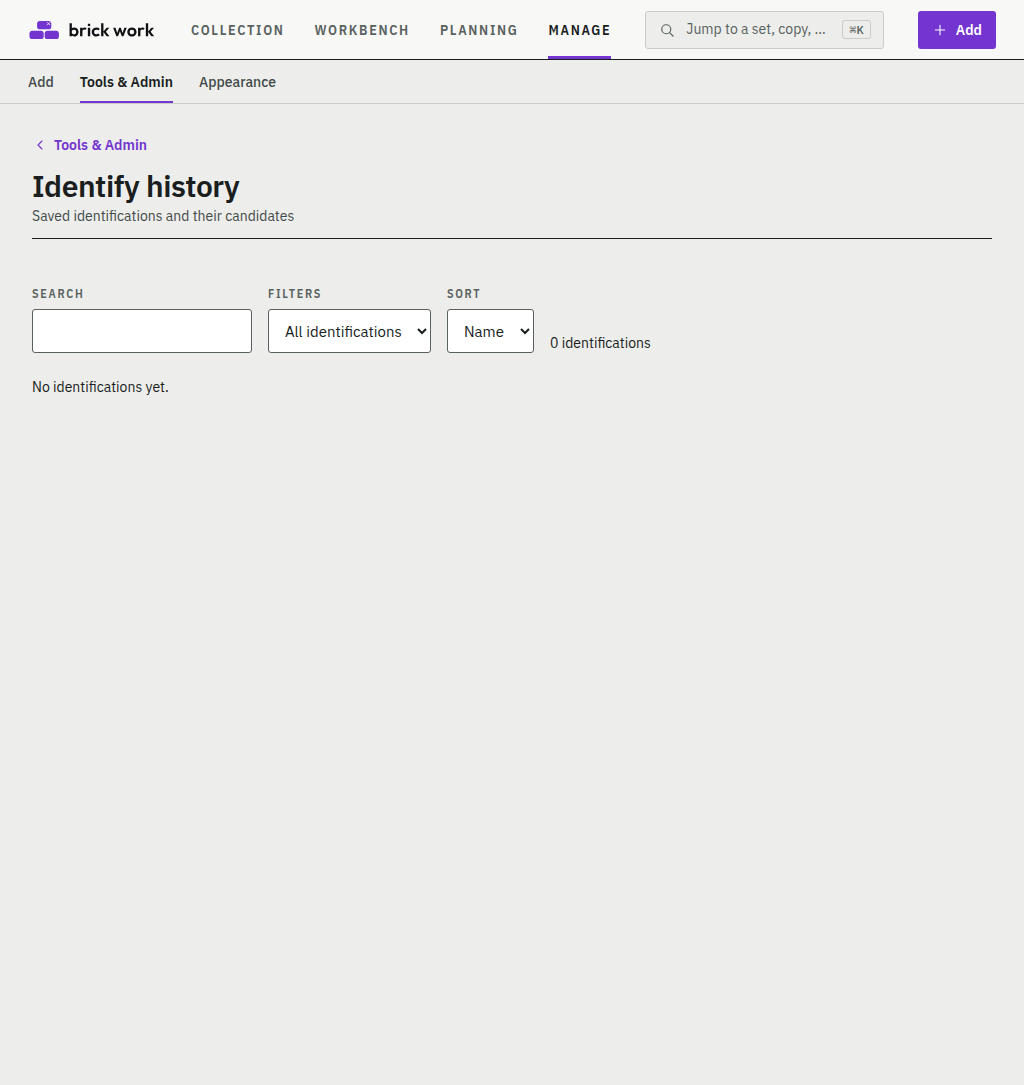 brick work
COLLECTION
WORKBENCH
PLANNING
MANAGE
Jump to a set, copy, ...
⌘K
Add
Add
Tools & Admin
Appearance
Tools & Admin
Identify history
Saved identifications and their candidates
SEARCH
FILTERS
SORT
All identifications
Name
0 identifications
No identifications yet.